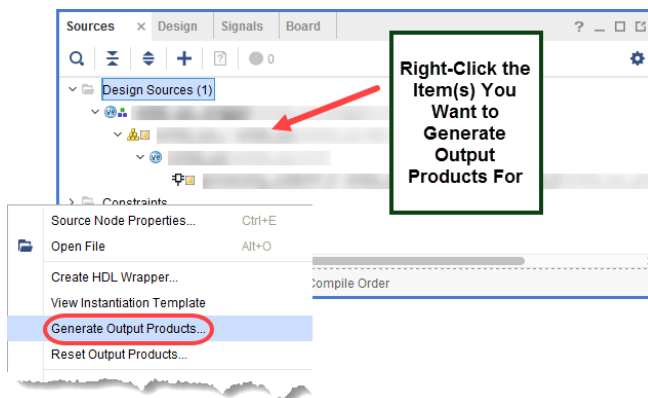 Sources × Design Signals Board ? _
0
Design Sources (1)
Right-Click the
Item(s) You
Want to
Generate
Output
Products For
Constraints
Source Node Properties... Ctrl+E
Open File Alt+O
Create HDL Wrapper...
Compile Order
View Instantiation Template
Generate Output Products...
Reset Output Products...